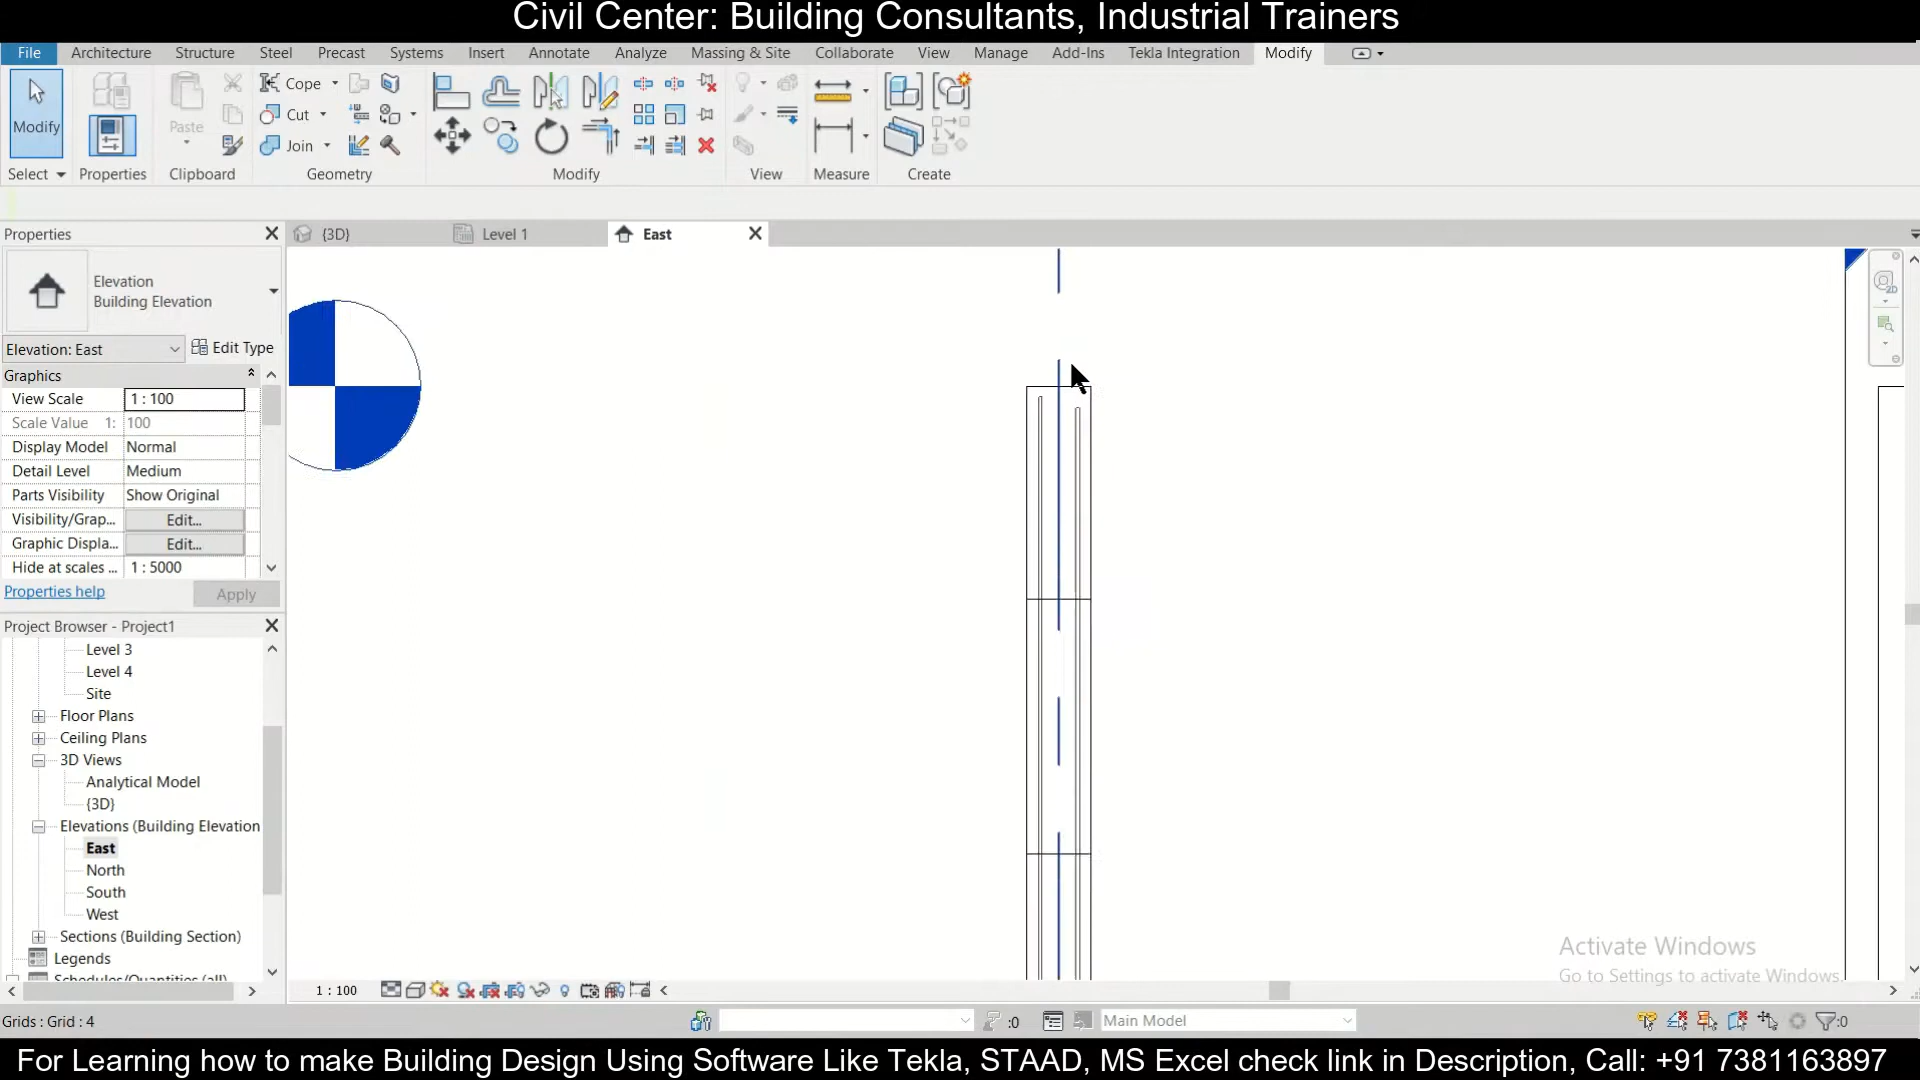 Civil Center: Building Consultants, Industrial Trainers
File Architecture Structure Steel Precast Systems Insert Annotate Analyze Massing & Site Collaborate View Manage Add-Ins Tekla Integration Modify
Modify
Paste
Cope
Cut
Join
Select Properties Clipboard Geometry Modify View Measure Create
Properties
{3D} Level 1 East
Elevation
Building Elevation
Elevation: East Edit Type
Graphics
View Scale 1 : 100
Scale Value 1: 100
Display Model Normal
Detail Level Medium
Parts Visibility Show Original
Visibility/Grap... Edit...
Graphic Displa... Edit...
Hide at scales ... 1 : 5000
Properties help Apply
Project Browser - Project1
Level 3
Level 4
Site
Floor Plans
Ceiling Plans
3D Views
Analytical Model
{3D}
Elevations (Building Elevation
East
North
South
West
Sections (Building Section)
Legends
Schedules/Quantities (all)
2D
Activate Windows
Go to Settings to activate Windows.
1 : 100
Grids : Grid : 4
:0
Main Model
:0
For Learning how to make Building Design Using Software Like Tekla, STAAD, MS Excel check link in Description, Call: +91 7381163897